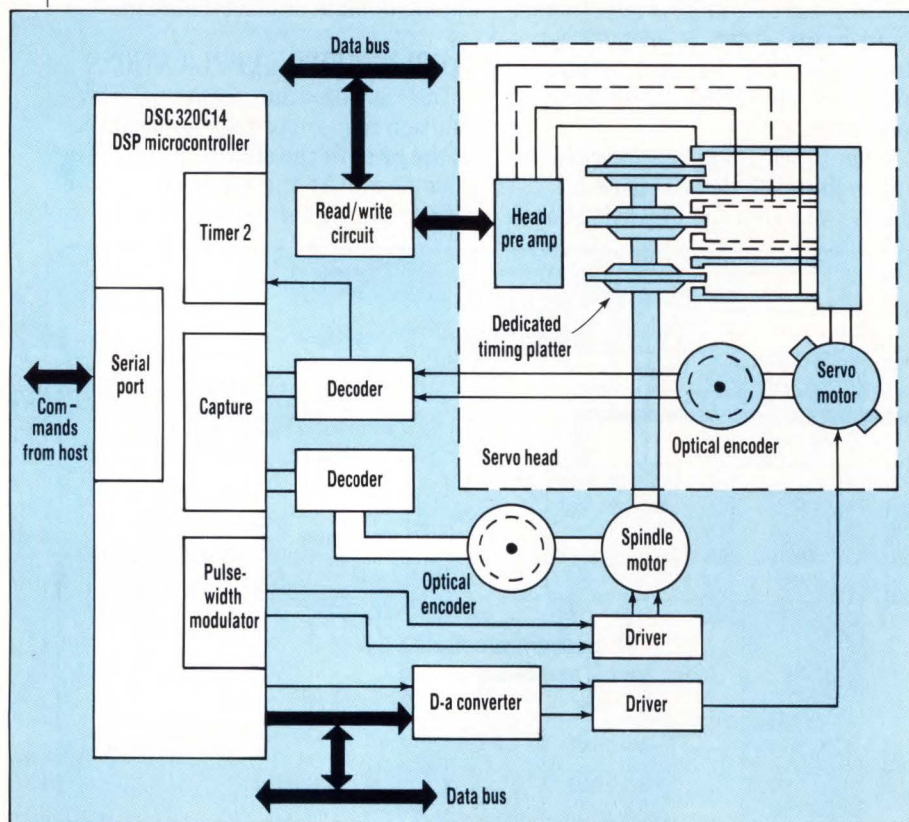 Data bus
DSC320C14
DSP microcontroller
Timer 2
Read/write
circuit
Head
pre amp
Dedicated
timing platter
Serial
port
Capture
Decoder
Com –
mands
from host
Servo
motor
Optical encoder
Servo head
Decoder
Spindle
motor
Optical
encoder
Pulse-
width
modulator
Driver
D-a converter
Driver
Data bus